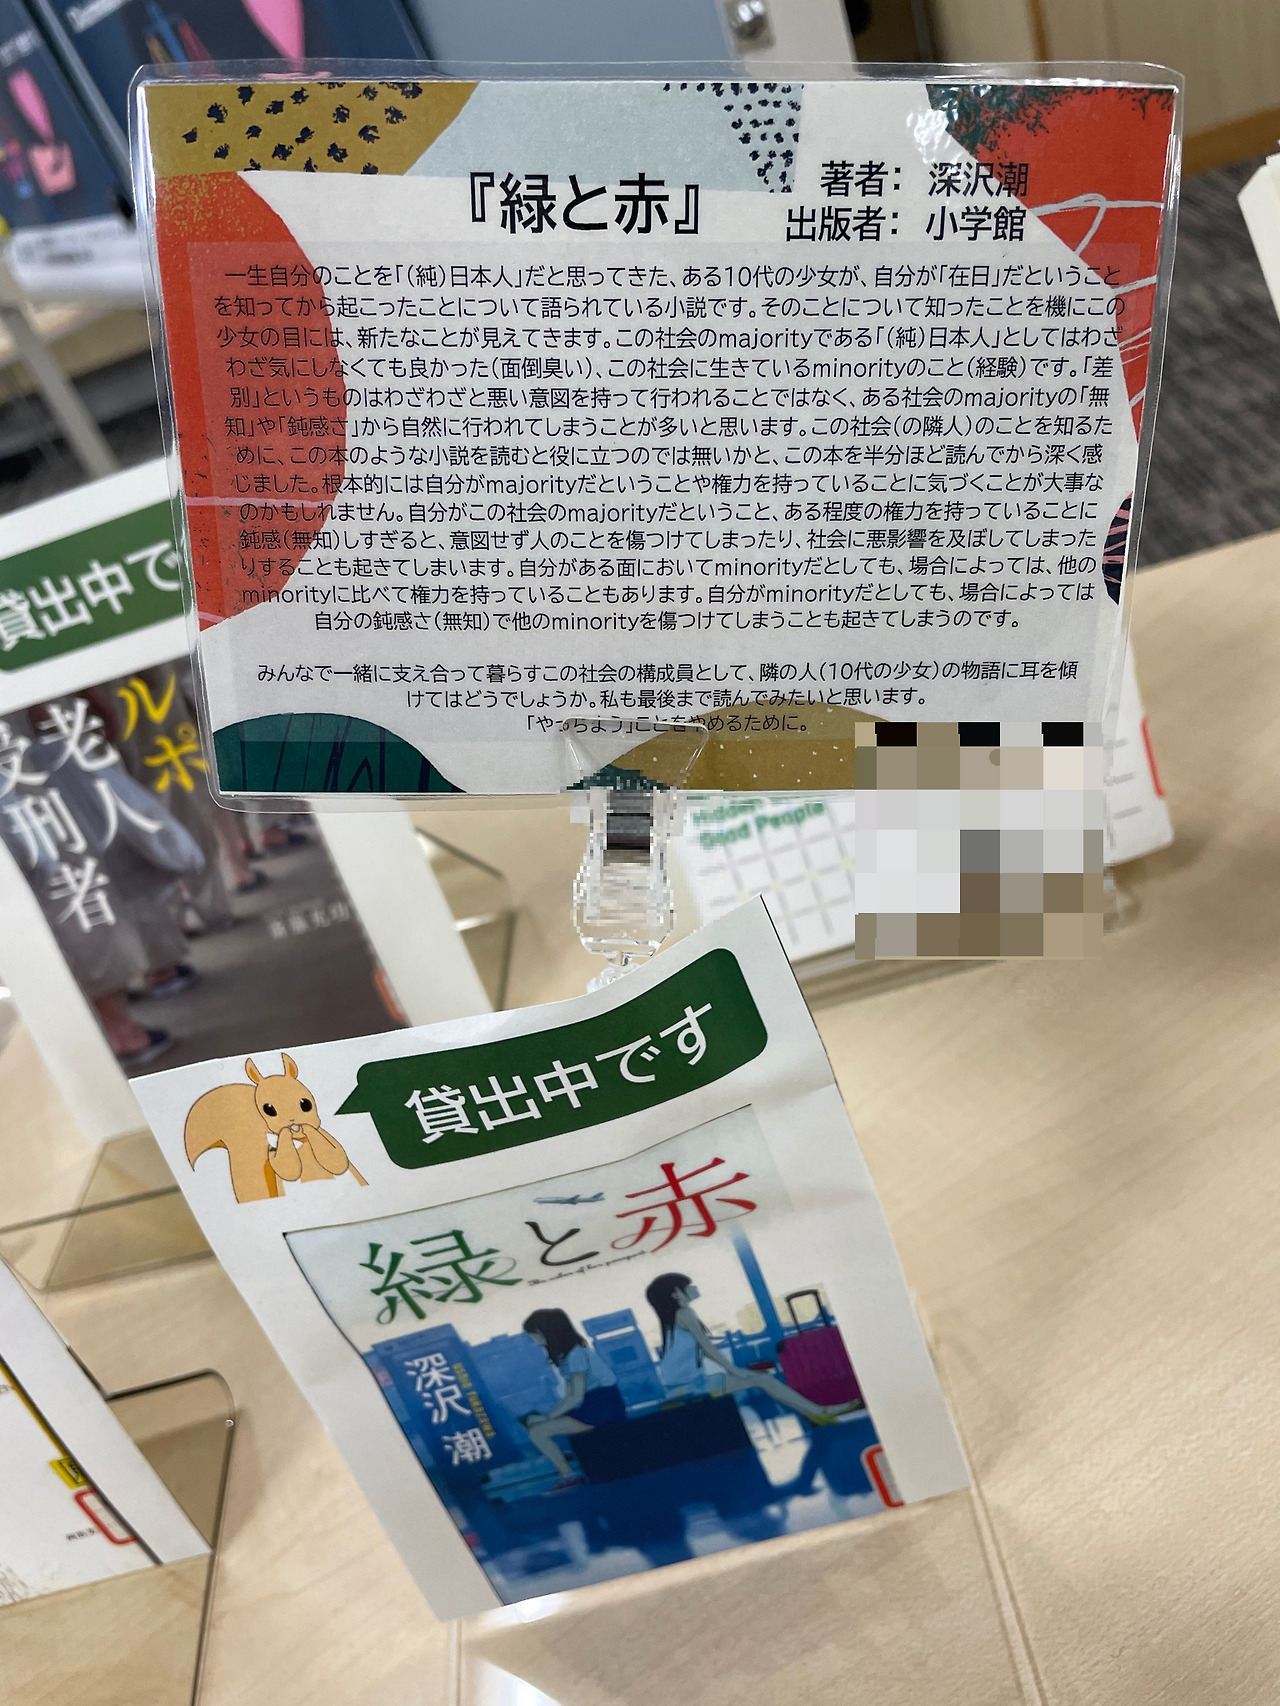 『緑と赤』
著者： 深沢潮
出版者： 小学館
一生自分のことを「(純)日本人」だと思ってきた、ある10代の少女が、自分が「在日」だということ
を知ってから起こったことについて語られている小説です。そのことについて知ったことを機にこの
少女の目には、新たなことが見えてきます。この社会のmajorityである「(純)日本人」としてはわざ
わざ気にしなくても良かった(面倒臭い)、この社会に生きているminorityのこと(経験)です。「差
別」というものはわざわざと悪い意図を持って行われることではなく、ある社会のmajorityの「無
知」や「鈍感さ」から自然に行われてしまうことが多いと思います。この社会(の隣人)のことを知るた
めに、この本のような小説を読むと役に立つのでは無いかと、この本を半分ほど読んでから深く感
じました。根本的には自分がmajorityだということや権力を持っていることに気づくことが大事な
のかもしれません。自分がこの社会のmajorityだということ、ある程度の権力を持っていることに
鈍感(無知)しすぎると、意図せず人のことを傷つけてしまったり、社会に悪影響を及ぼしてしまった
りすることも起きてしまいます。自分がある面においてminorityだとしても、場合によっては、他の
minorityに比べて権力を持っていることもあります。自分がminorityだとしても、場合によっては
自分の鈍感さ(無知)で他のminorityを傷つけてしまうことも起きてしまうのです。
みんなで一緒に支え合って暮らすこの社会の構成員として、隣の人(10代の少女)の物語に耳を傾
けてはどうでしょうか。私も最後まで読んでみたいと思います。
「やっちよう」ことをやめるために。
貸出中で
ルポ
老人
受刑者
斎藤充功
Hidden
Good People
貸出中です
緑と赤
深沢 潮